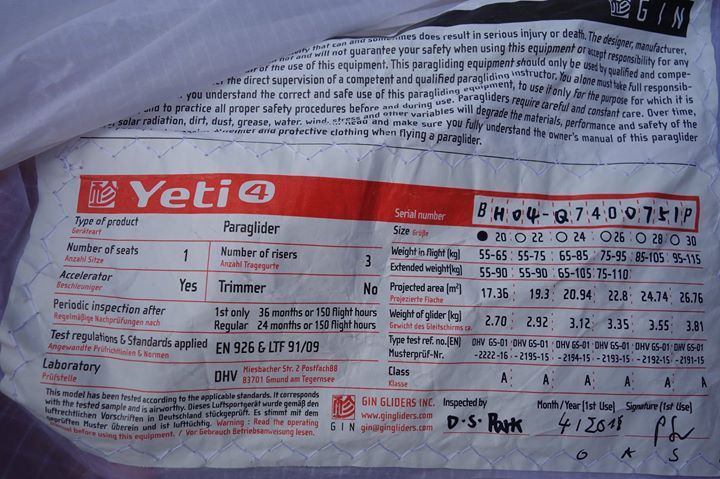 GIN
that can and sometimes does result in serious injury or death. The designer, manufacturer,
and will not guarantee your safety when using this equipment or accept responsibility for any
of the use of this equipment. This paragliding equipment should only be used by qualified and compe-
the direct supervision of a competent and qualified paragliding instructor. You alone must take full responsib-
you understand the correct and safe use of this paragliding equipment, to use it only for the purpose for which it is
and to practice all proper safety procedures before and during use. Paragliders require careful and constant care. Over time,
solar radiation, dirt, dust, grease, water, wind, stress and other variables will degrade the materials, performance and safety of the
and make sure you fully understand the owner's manual of this paraglider
and protective clothing when flying a paraglider.
Yeti 4
Serial number BH04-Q7400751P
Type of product Paraglider
Geräteart
Size Größe 20 22 24 26 28 30
Number of seats 1 Number of risers 3
Anzahl Sitze Anzahl Tragegurte
Weight in flight(kg) 55-65 55-75 65-85 75-95 85-105 95-115
Extended weight(kg) 55-90 55-90 65-105 75-110
Accelerator Yes Trimmer No
Beschleuniger
Projected area (m²) 17.36 19.3 20.94 22.8 24.74 26.76
Projezierte Flache
Periodic inspection after 1st only 36 months or 150 flight hours
Regelmäßige Nachprüfungen nach Regular 24 months or 150 flight hours
Weight of glider (kg) 2.70 2.92 3.12 3.35 3.55 3.81
Gewicht des Gleitschirms ca.
Test regulations & Standards applied EN 926 & LTF 91/09
Angewandte Prüfrichtlinien & Normen
Type test ref. no.(EN) DHV GS-01 DHV GS-01 DHV GS-01 DHV GS-01 DHV GS-01 DHV GS-01
Musterprüf-Nr. -2222-16 -2195-15 -2194-15 -2193-15 -2192-15 -2191-15
Laboratory DHV Miesbacher Str. 2 Postfach88
Prüfstelle 83701 Gmund am Tegernsee
Class A A A A A A
Klasse
This model has been tested according to the applicable standards. It corresponds
with the tested sample and is airworthy. Dieses Luftsportgerät wurde gemäß den
luftrechtlichen Vorschriften in Deutschland stückgeprüft. Es stimmt mit dem
geprüften Muster überein und ist lufttüchtig. Warning : Read the operating
manual before using this equipment. / Vor Gebrauch Betriebsanweisung lesen.
GIN
GIN GLIDERS INC.
www.gingliders.com
gin@gingliders.com
Inspected by Month / Year (1st Use) Signature (1st Use)
D.S. Park 4/2018